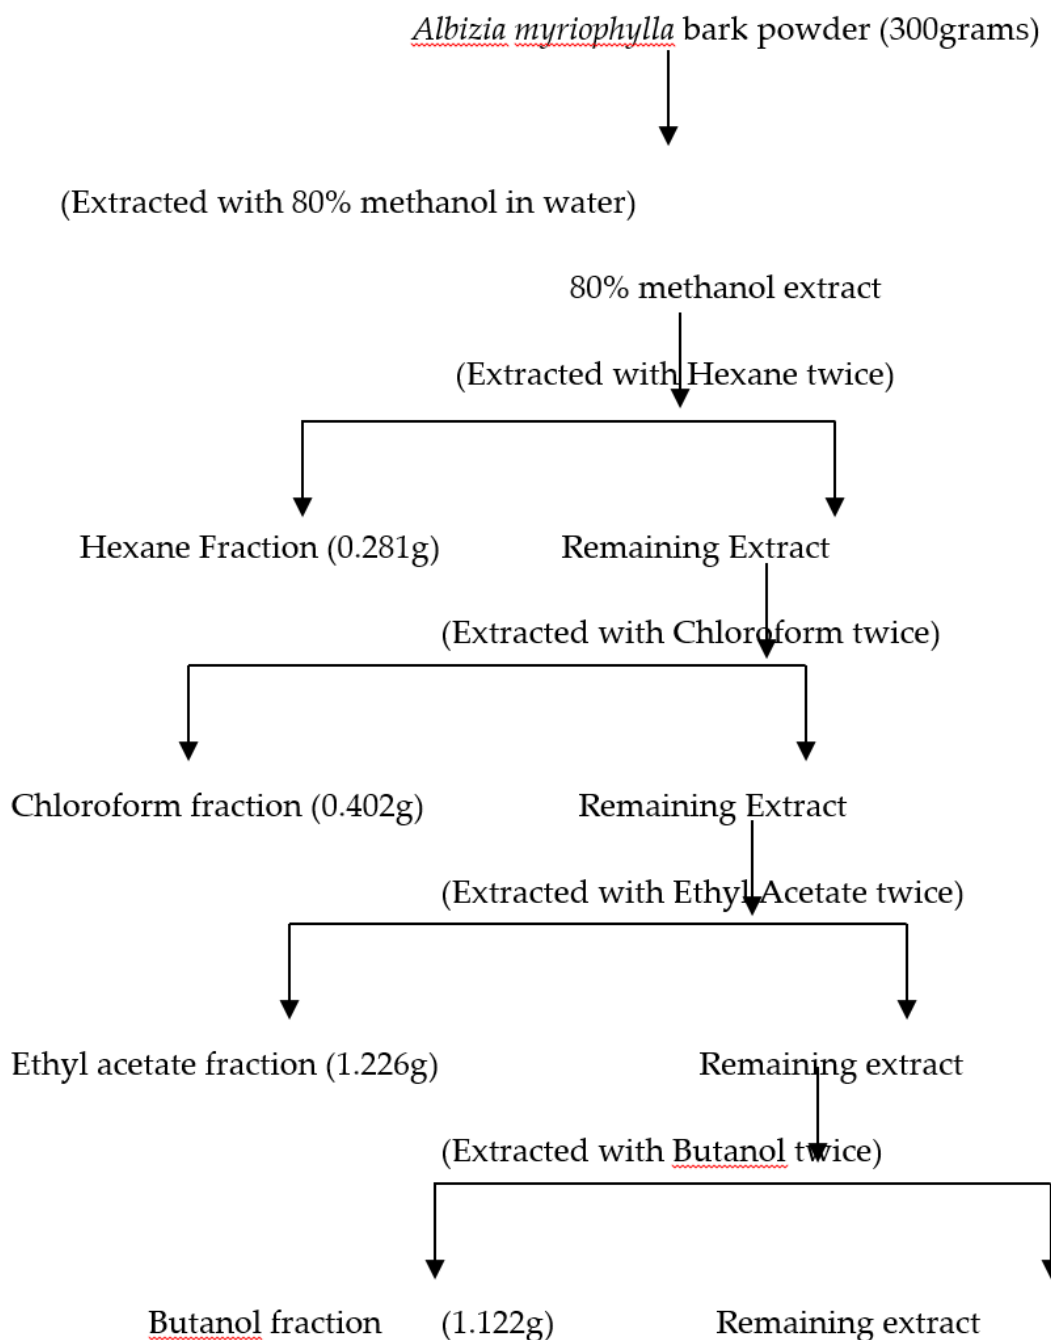 Albizia myriophylla bark powder (300grams)
(Extracted with 80% methanol in water)
80% methanol extract
(Extracted with Hexane twice)
Hexane Fraction (0.281g) Remaining Extract
(Extracted with Chloroform twice)
Chloroform fraction (0.402g) Remaining Extract
(Extracted with Ethyl Acetate twice)
Ethyl acetate fraction (1.226g) Remaining extract
(Extracted with Butanol twice)
Butanol fraction (1.122g) Remaining extract